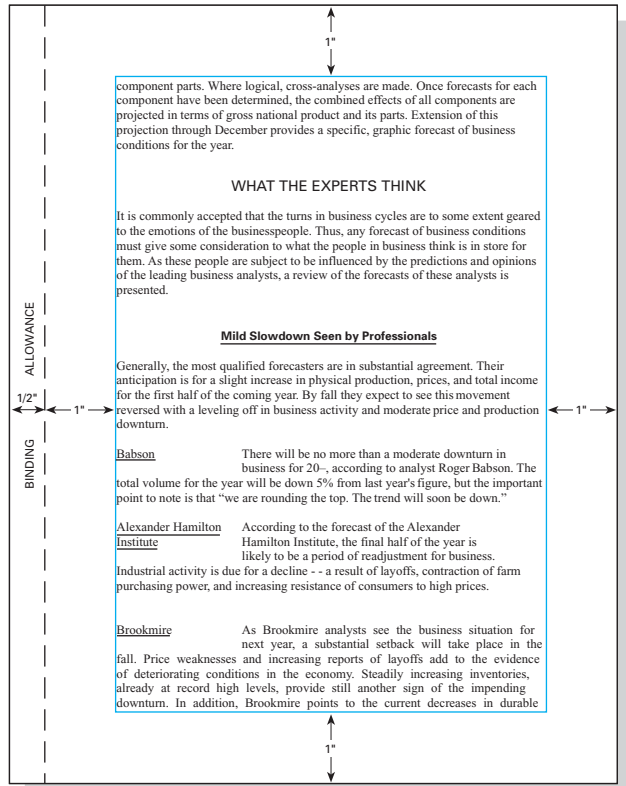 1"
component parts. Where logical, cross-analyses are made. Once forecasts for each
component have been determined, the combined effects of all components are
projected in terms of gross national product and its parts. Extension of this
projection through December provides a specific, graphic forecast of business
conditions for the year.
WHAT THE EXPERTS THINK
It is commonly accepted that the turns in business cycles are to some extent geared
to the emotions of the businesspeople. Thus, any forecast of business conditions
must give some consideration to what the people in business think is in store for
them. As these people are subject to be influenced by the predictions and opinions
of the leading business analysts, a review of the forecasts of these analysts is
presented.
Mild Slowdown Seen by Professionals
Generally, the most qualified forecasters are in substantial agreement. Their
anticipation is for a slight increase in physical production, prices, and total income
for the first half of the coming year. By fall they expect to see this movement
reversed with a leveling off in business activity and moderate price and production
downturn.
BINDING ALLOWANCE
1/2"
1"
1"
Babson There will be no more than a moderate downturn in
business for 20–, according to analyst Roger Babson. The
total volume for the year will be down 5% from last year's figure, but the important
point to note is that “we are rounding the top. The trend will soon be down.”
Alexander Hamilton According to the forecast of the Alexander
Institute Hamilton Institute, the final half of the year is
likely to be a period of readjustment for business.
Industrial activity is due for a decline - - a result of layoffs, contraction of farm
purchasing power, and increasing resistance of consumers to high prices.
Brookmire As Brookmire analysts see the business situation for
next year, a substantial setback will take place in the
fall. Price weaknesses and increasing reports of layoffs add to the evidence
of deteriorating conditions in the economy. Steadily increasing inventories,
already at record high levels, provide still another sign of the impending
downturn. In addition, Brookmire points to the current decreases in durable
1"